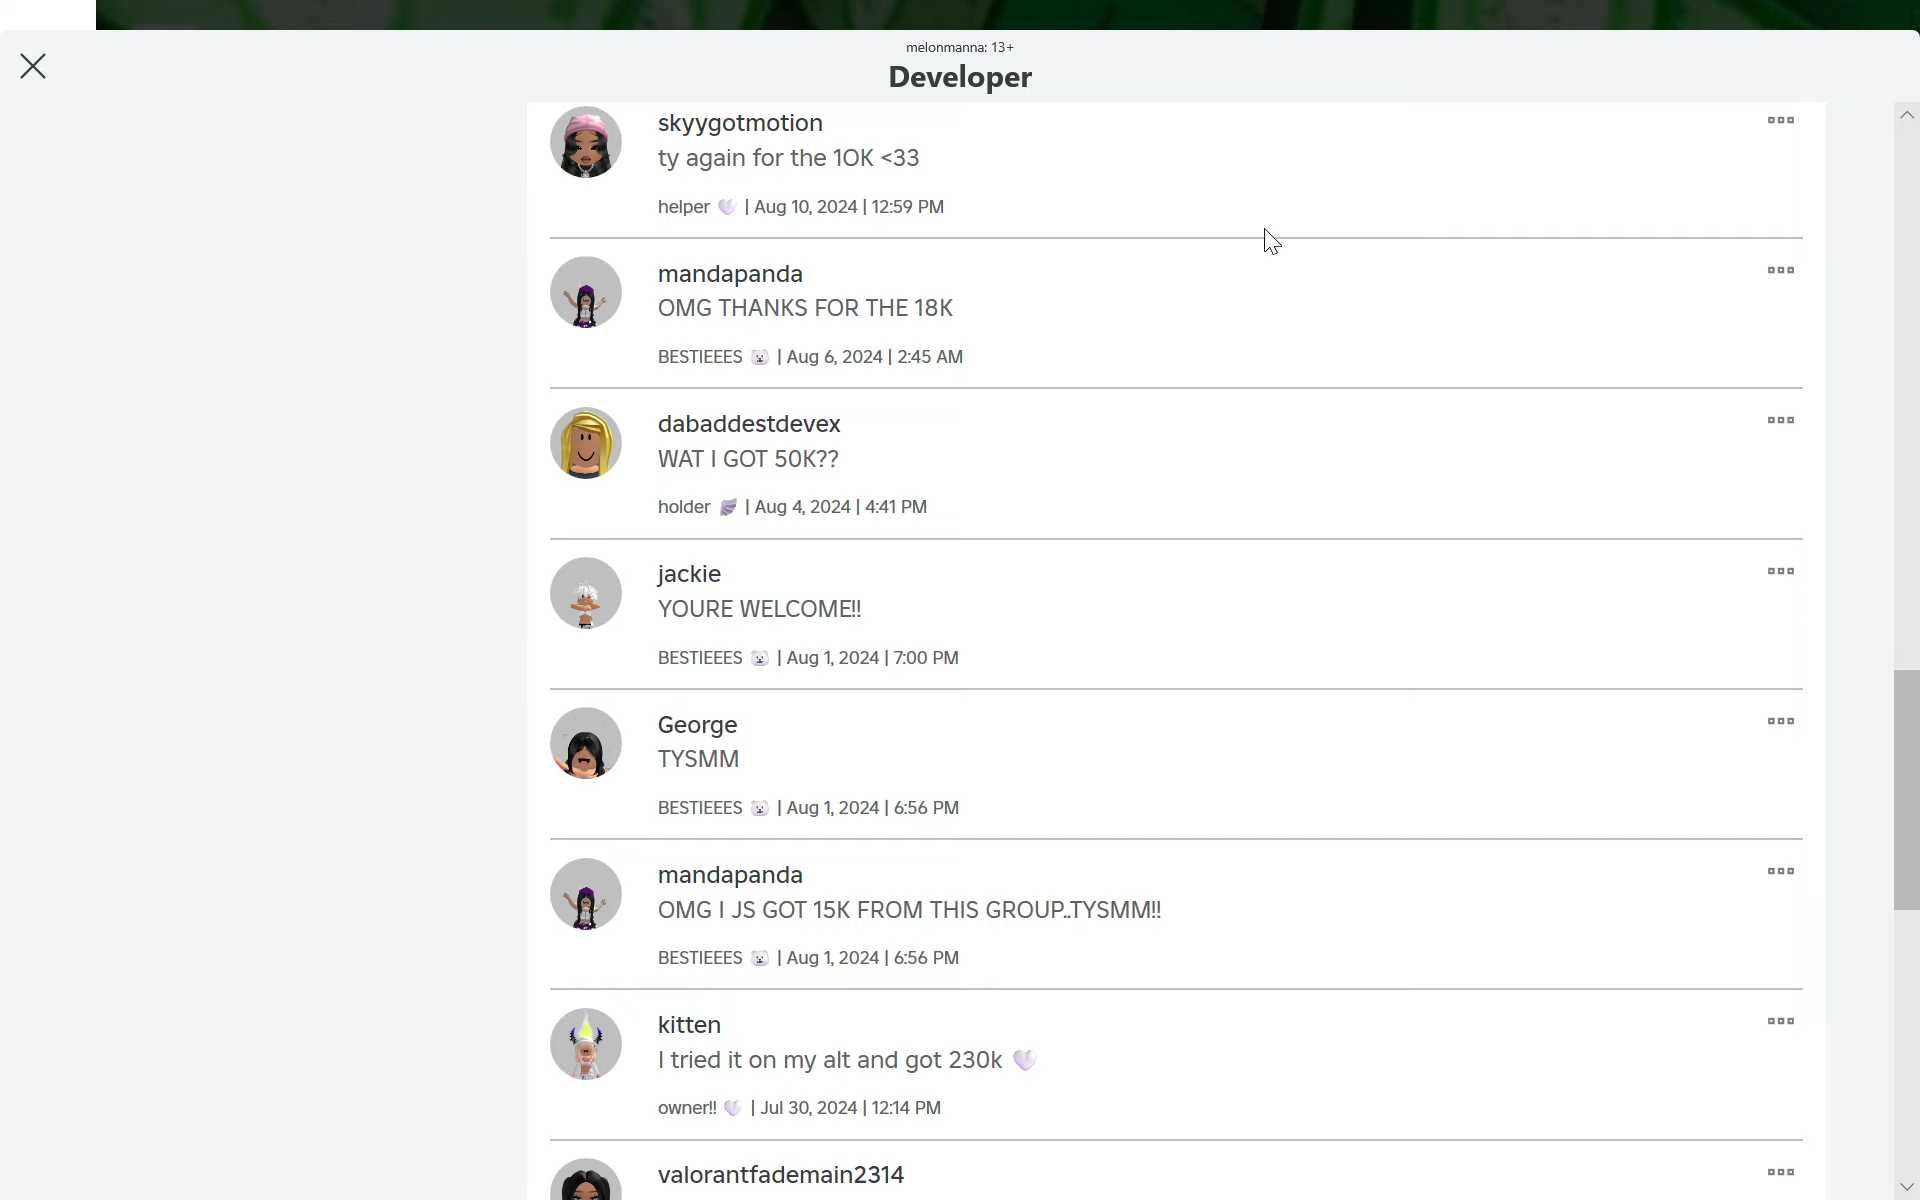 melonmanna: 13+
Developer
skyygotmotion
ty again for the 1OK <33
helper 🤍 | Aug 10, 2024 | 12:59 PM
mandapanda
OMG THANKS FOR THE 18K
BESTIEEES 🐻‍❄️ | Aug 6, 2024 | 2:45 AM
dabaddestdevex
WAT I GOT 50K??
holder 🪽 | Aug 4, 2024 | 4:41 PM
jackie
YOURE WELCOME!!
BESTIEEES 🐻‍❄️ | Aug 1, 2024 | 7:00 PM
George
TYSMM
BESTIEEES 🐻‍❄️ | Aug 1, 2024 | 6:56 PM
mandapanda
OMG I JS GOT 15K FROM THIS GROUP..TYSMM!!
BESTIEEES 🐻‍❄️ | Aug 1, 2024 | 6:56 PM
kitten
I tried it on my alt and got 230k 🤍
owner!! 🤍 | Jul 30, 2024 | 12:14 PM
valorantfademain2314